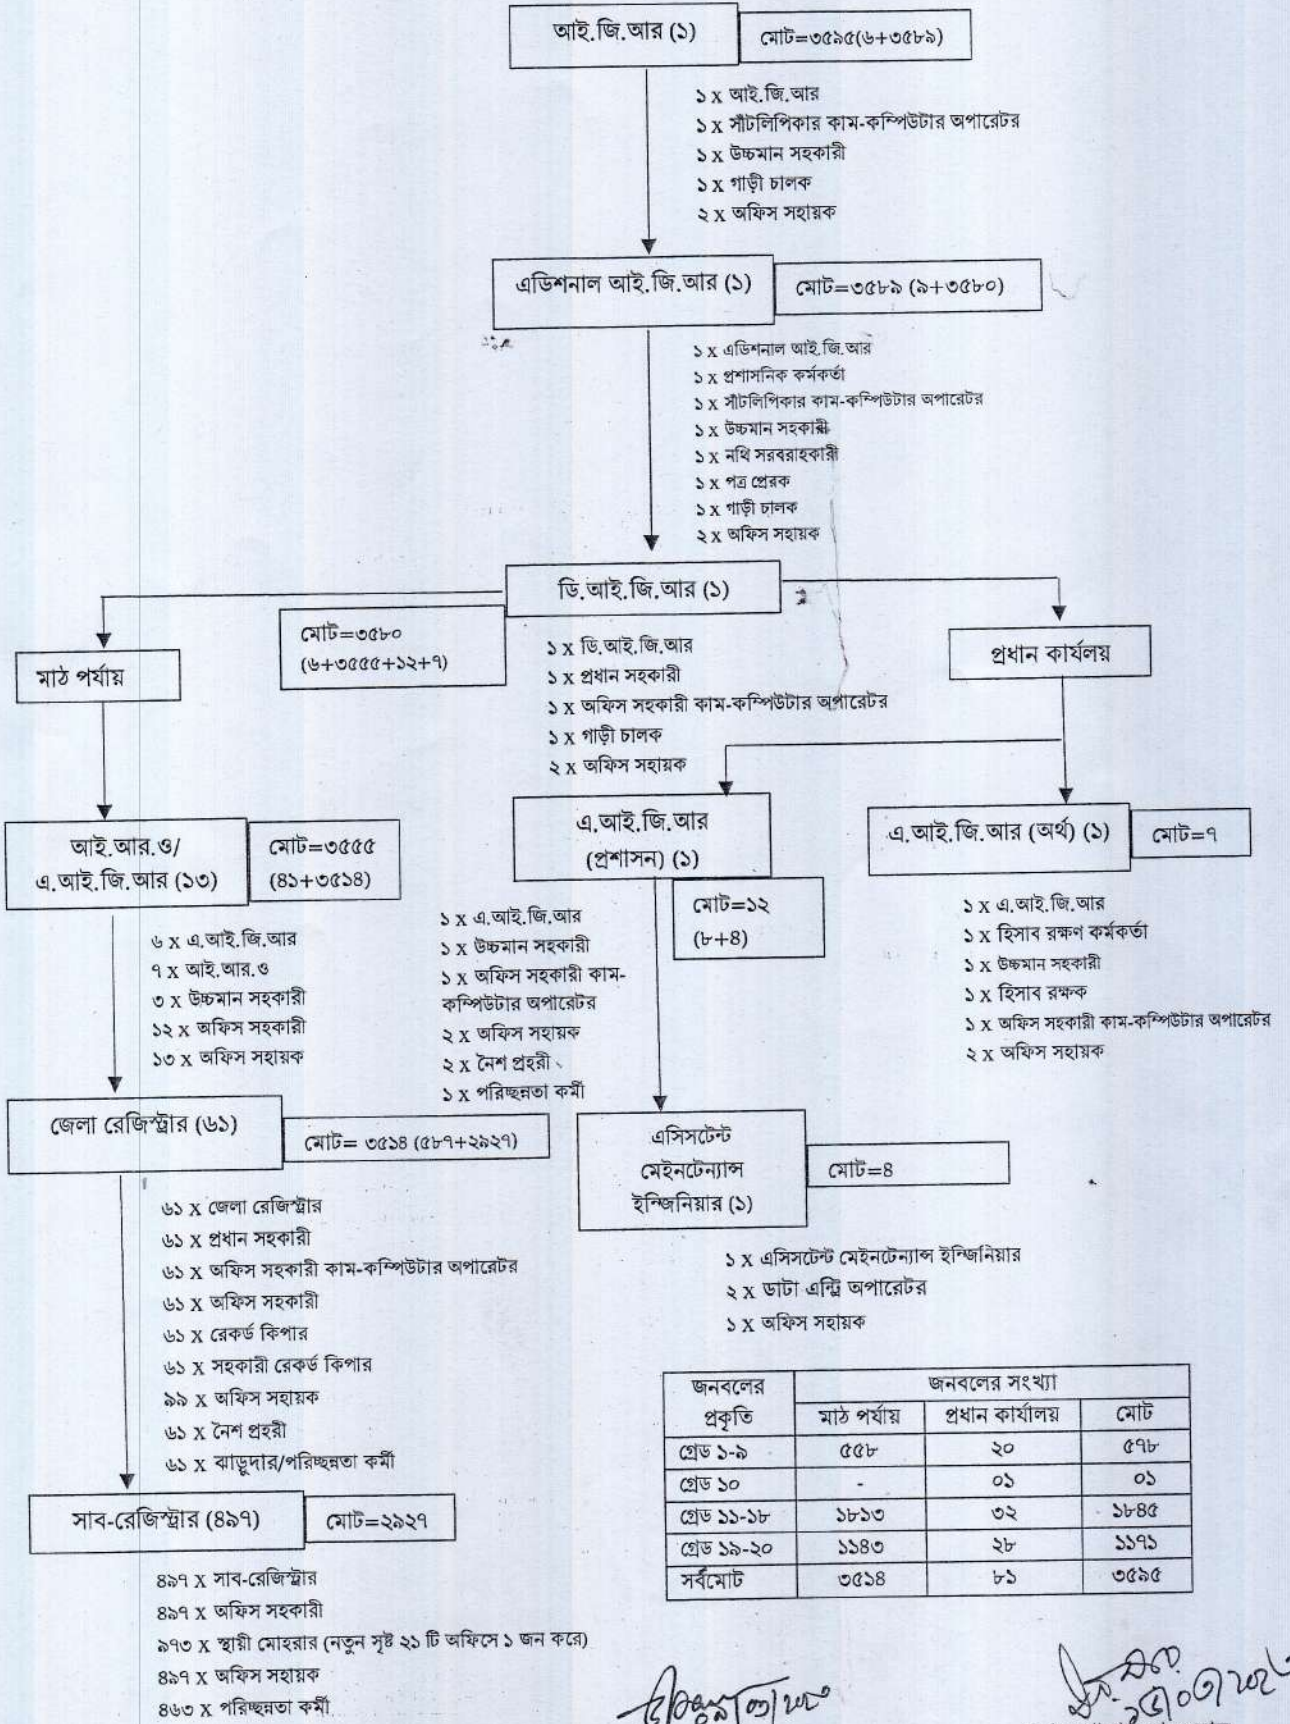 আই.জি.আর (১)
মোট=৩৫৯৫(৬+৩৫৮৯)
১ x আই.জি.আর
১ x সাঁটলিপিকার কাম-কম্পিউটার অপারেটর
১ x উচ্চমান সহকারী
১ x গাড়ী চালক
২ x অফিস সহায়ক
এডিশনাল আই.জি.আর (১)
মোট=৩৫৮৯ (৯+৩৫৮০)
১ x এডিশনাল আই.জি.আর
১ x প্রশাসনিক কর্মকর্তা
১ x সাঁটলিপিকার কাম-কম্পিউটার অপারেটর
১ x উচ্চমান সহকারী
১ x নথি সরবরাহকারী
১ x পত্র প্রেরক
১ x গাড়ী চালক
২ x অফিস সহায়ক
ডি.আই.জি.আর (১)
মোট=৩৫৮০
(৬+৩৫৫৫+১২+৭)
১ x ডি.আই.জি.আর
১ x প্রধান সহকারী
১ x অফিস সহকারী কাম-কম্পিউটার অপারেটর
১ x গাড়ী চালক
২ x অফিস সহায়ক
মাঠ পর্যায়
প্রধান কার্যলয়
আই.আর.ও/
এ.আই.জি.আর (১৩)
মোট=৩৫৫৫
(৪১+৩৫১৪)
৬ x এ.আই.জি.আর
৭ x আই.আর.ও
৩ x উচ্চমান সহকারী
১২ x অফিস সহকারী
১৩ x অফিস সহায়ক
এ.আই.জি.আর
(প্রশাসন) (১)
মোট=১২
(৮+৪)
১ x এ.আই.জি.আর
১ x উচ্চমান সহকারী
১ x অফিস সহকারী কাম-
কম্পিউটার অপারেটর
২ x অফিস সহায়ক
২ x নৈশ প্রহরী
১ x পরিচ্ছন্নতা কর্মী
এ.আই.জি.আর (অর্থ) (১)
মোট=৭
১ x এ.আই.জি.আর
১ x হিসাব রক্ষণ কর্মকর্তা
১ x উচ্চমান সহকারী
১ x হিসাব রক্ষক
১ x অফিস সহকারী কাম-কম্পিউটার অপারেটর
২ x অফিস সহায়ক
জেলা রেজিস্ট্রার (৬১)
মোট= ৩৫১৪ (৫৮৭+২৯২৭)
৬১ x জেলা রেজিস্ট্রার
৬১ x প্রধান সহকারী
৬১ x অফিস সহকারী কাম-কম্পিউটার অপারেটর
৬১ x অফিস সহকারী
৬১ x রেকর্ড কিপার
৬১ x সহকারী রেকর্ড কিপার
৯৯ x অফিস সহায়ক
৬১ x নৈশ প্রহরী
৬১ x ঝাড়ুদার/পরিচ্ছন্নতা কর্মী
এসিসটেন্ট
মেইনটেন্যান্স
ইন্জিনিয়ার (১)
মোট=৪
১ x এসিসটেন্ট মেইনটেন্যান্স ইন্জিনিয়ার
২ x ডাটা এন্ট্রি অপারেটর
১ x অফিস সহায়ক
সাব-রেজিস্ট্রার (৪৯৭)
মোট=২৯২৭
৪৯৭ x সাব-রেজিস্ট্রার
৪৯৭ x অফিস সহকারী
৯৭৩ x স্থায়ী মোহরার (নতুন সৃষ্ট ২১ টি অফিসে ১ জন করে)
৪৯৭ x অফিস সহায়ক
৪৬৩ x পরিচ্ছন্নতা কর্মী
জনবলের প্রকৃতি জনবলের সংখ্যা
মাঠ পর্যায় প্রধান কার্যালয় মোট
গ্রেড ১-৯ ৫৫৮ ২০ ৫৭৮
গ্রেড ১০ - ০১ ০১
গ্রেড ১১-১৮ ১৮১৩ ৩২ ১৮৪৫
গ্রেড ১৯-২০ ১১৪৩ ২৮ ১১৭১
সর্বমোট ৩৫১৪ ৮১ ৩৫৯৫